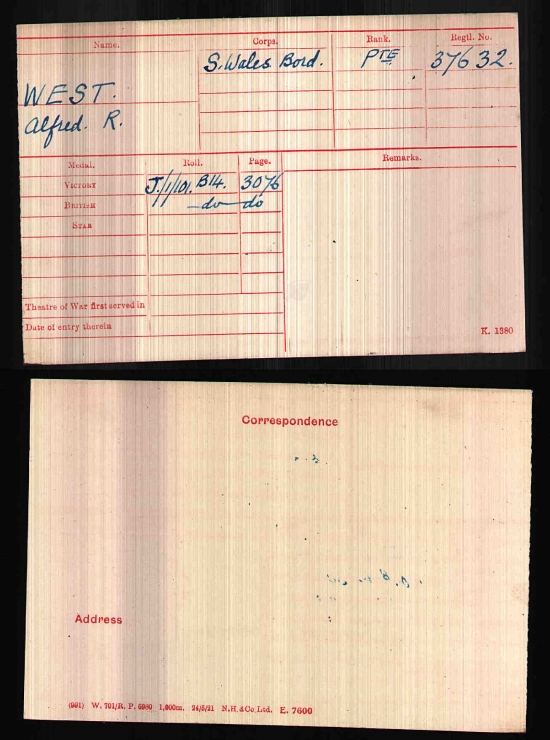 Name. Corps. Rank. Regtl. No.
WEST. S. Wales Bord. PTE 37632.
Alfred. R.
Medal. Roll. Page. Remarks.
VICTORY J/1/101. B14. 3076
BRITISH —do— do
STAR
Theatre of War first served in
Date of entry therein
K. 1380
Correspondence
Address
(991) W. 701/R. P. 6980 1,000m. 24/5/21 N.H. & Co. Ltd. E. 7600